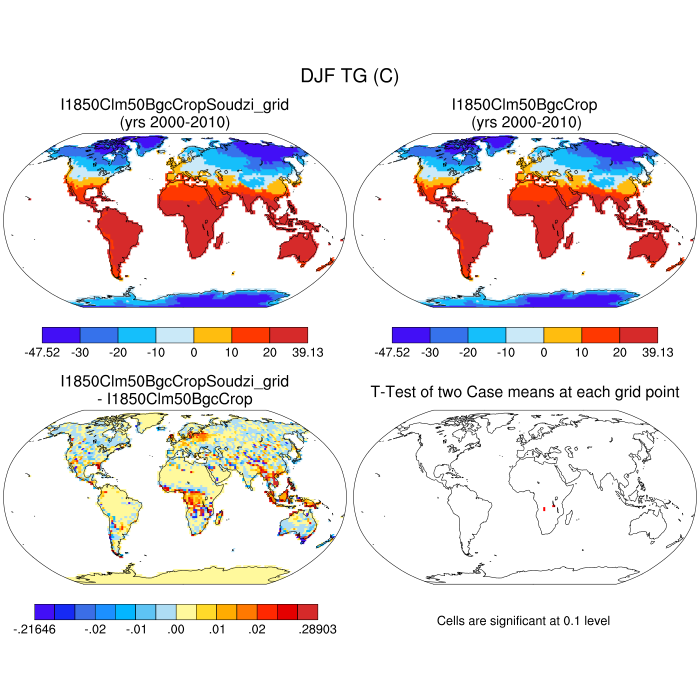 DJF TG (C)
I1850Clm50BgcCropSoudzi_grid
(yrs 2000-2010)
I1850Clm50BgcCrop
(yrs 2000-2010)
-47.52 -30 -20 -10 0 10 20 39.13
-47.52 -30 -20 -10 0 10 20 39.13
I1850Clm50BgcCropSoudzi_grid
- I1850Clm50BgcCrop
T-Test of two Case means at each grid point
-.21646 -.02 -.01 .00 .01 .02 .28903
Cells are significant at 0.1 level